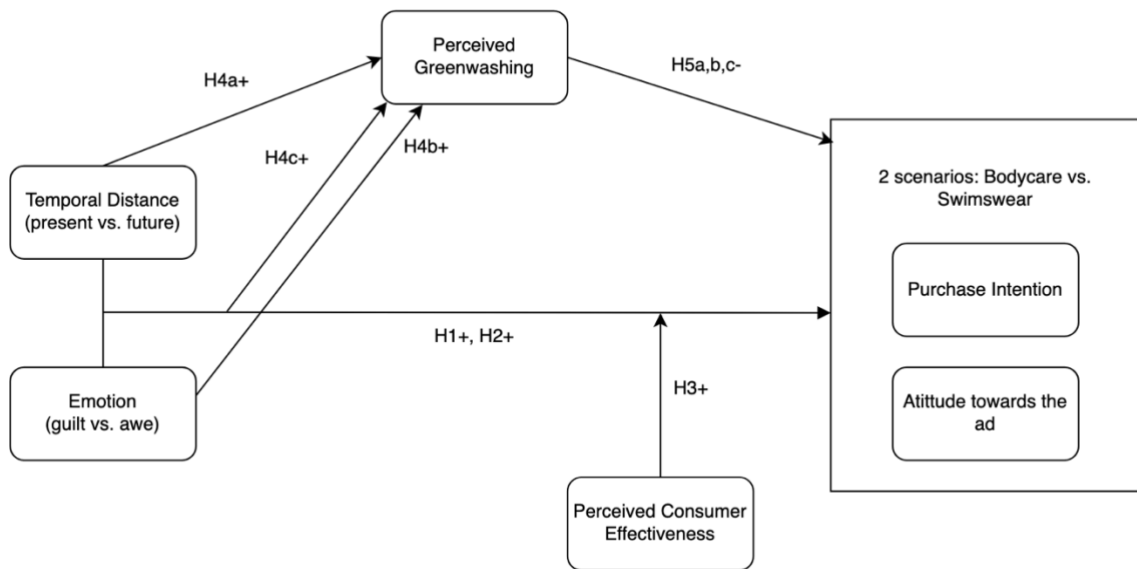 Perceived
Greenwashing
H4a+
H5a,b,c-
H4c+
H4b+
Temporal Distance
(present vs. future)
2 scenarios: Bodycare vs.
Swimswear
Purchase Intention
H1+, H2+
Emotion
(guilt vs. awe)
H3+
Atittude towards the
ad
Perceived Consumer
Effectiveness